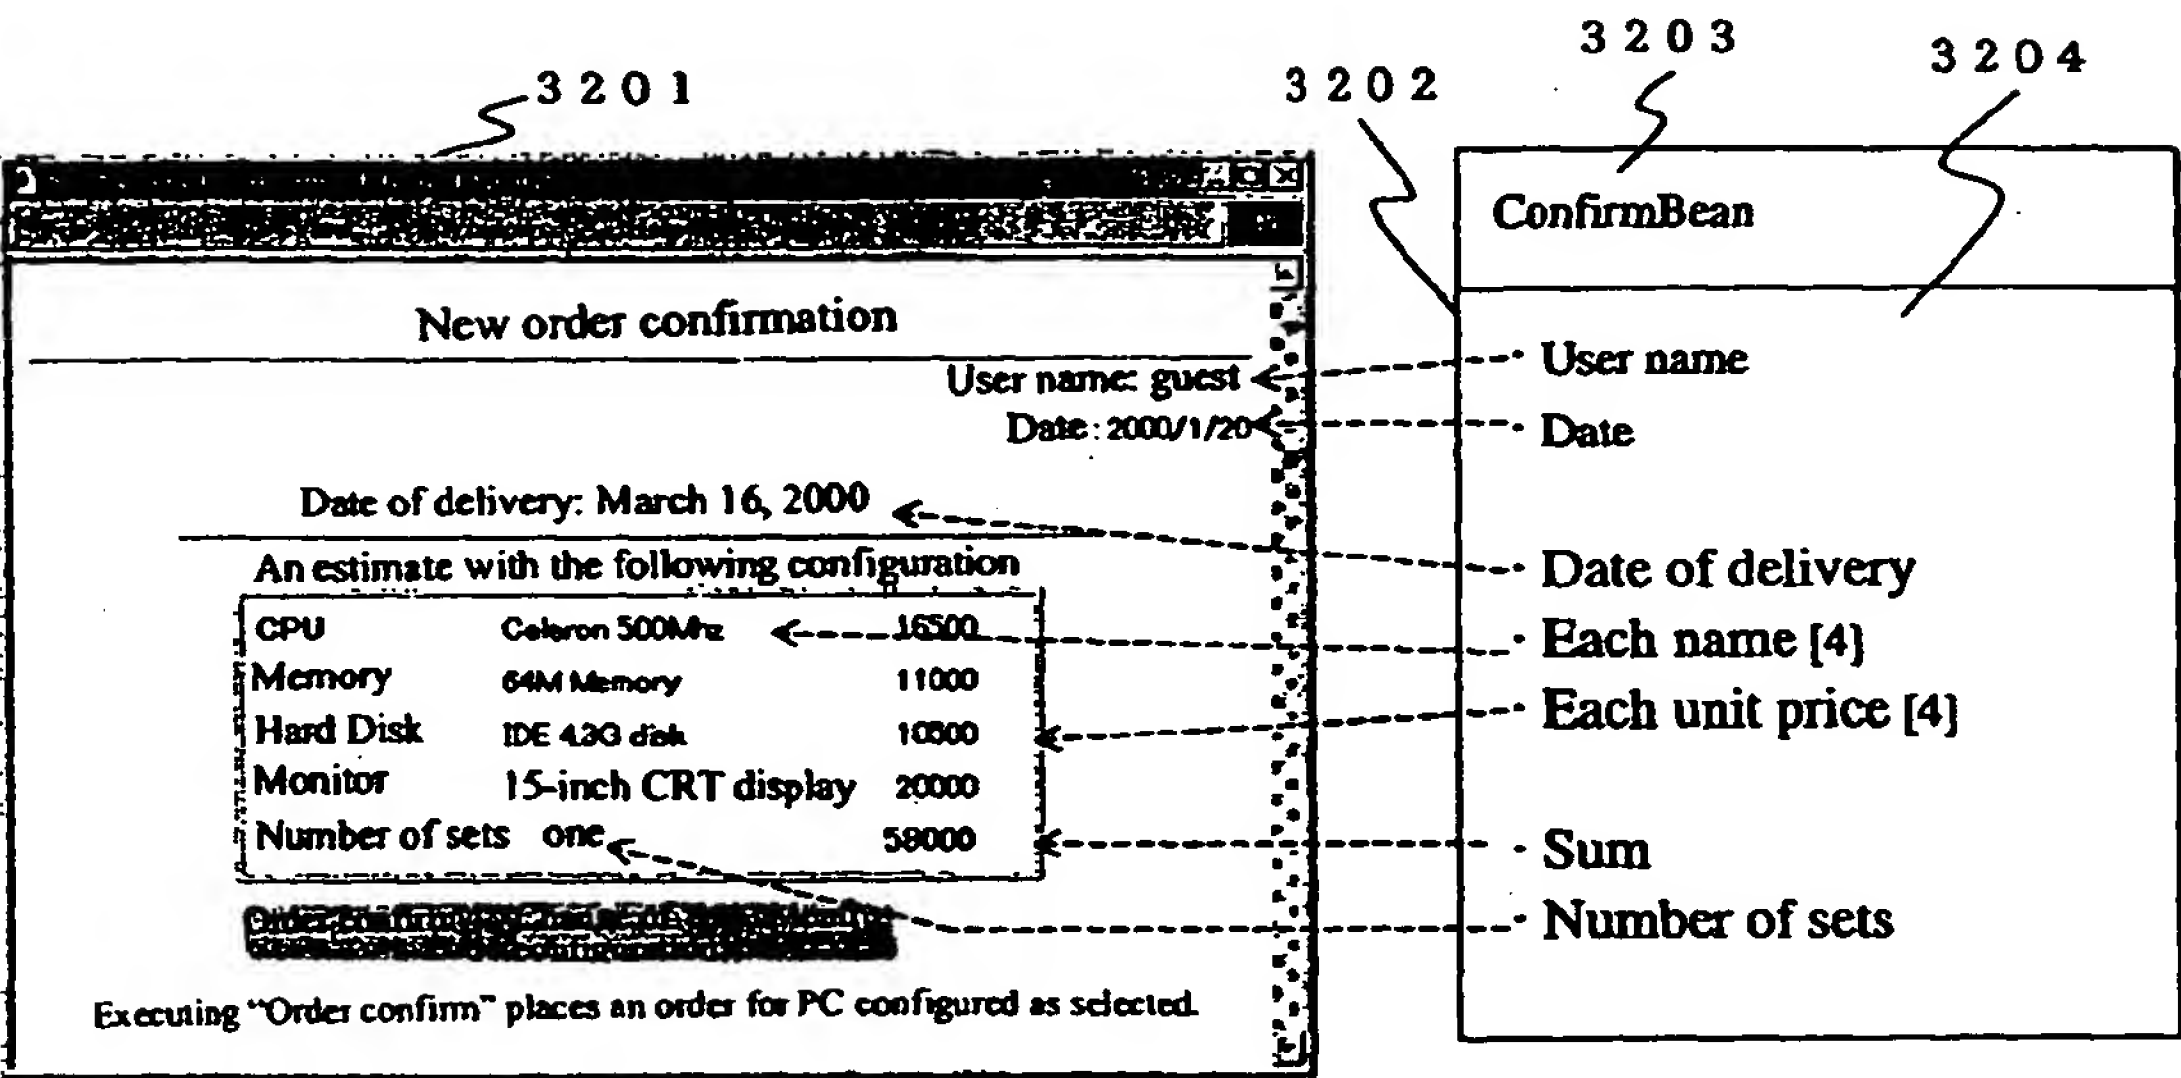 3201
3202
3203
3204
New order confirmation
User name: guest
Date: 2000/1/20
Date of delivery: March 16, 2000
An estimate with the following configuration
CPU Celeron 500Mhz 16500
Memory 64M Memory 11000
Hard Disk IDE 4.3G disk 10500
Monitor 15-inch CRT display 20000
Number of sets one 58000
Order confirm
Executing "Order confirm" places an order for PC configured as selected.
ConfirmBean
· User name
· Date
· Date of delivery
· Each name [4]
· Each unit price [4]
· Sum
· Number of sets